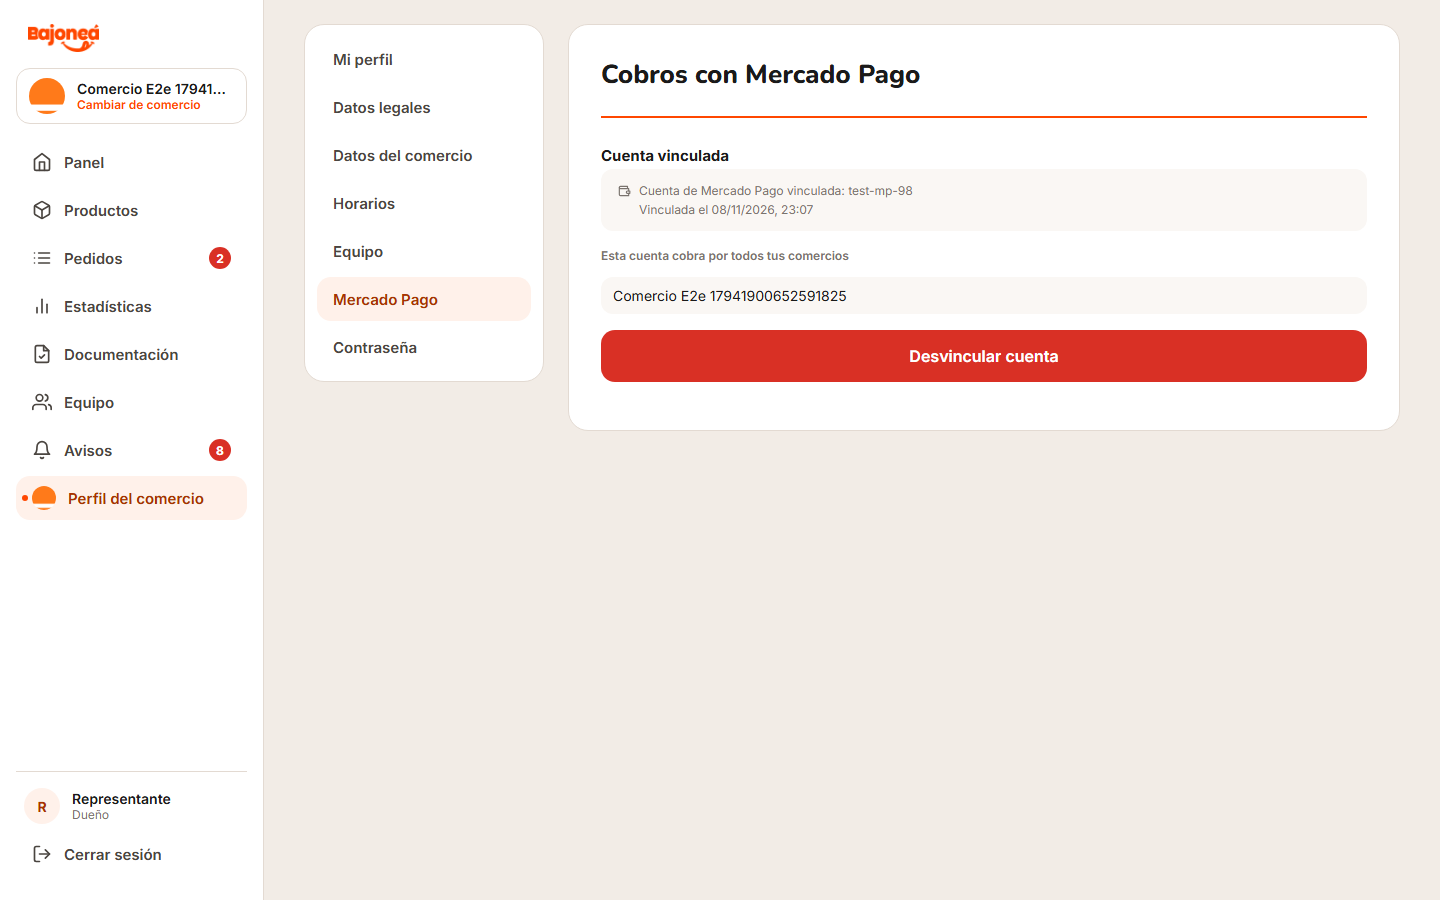 Bajoneá
Comercio E2e 17941...
Cambiar de comercio
Panel
Productos
Pedidos
2
Estadísticas
Documentación
Equipo
Avisos
8
Perfil del comercio
R
Representante
Dueño
Cerrar sesión
Mi perfil
Datos legales
Datos del comercio
Horarios
Equipo
Mercado Pago
Contraseña
Cobros con Mercado Pago
Cuenta vinculada
Cuenta de Mercado Pago vinculada: test-mp-98
Vinculada el 08/11/2026, 23:07
Esta cuenta cobra por todos tus comercios
Comercio E2e 17941900652591825
Desvincular cuenta